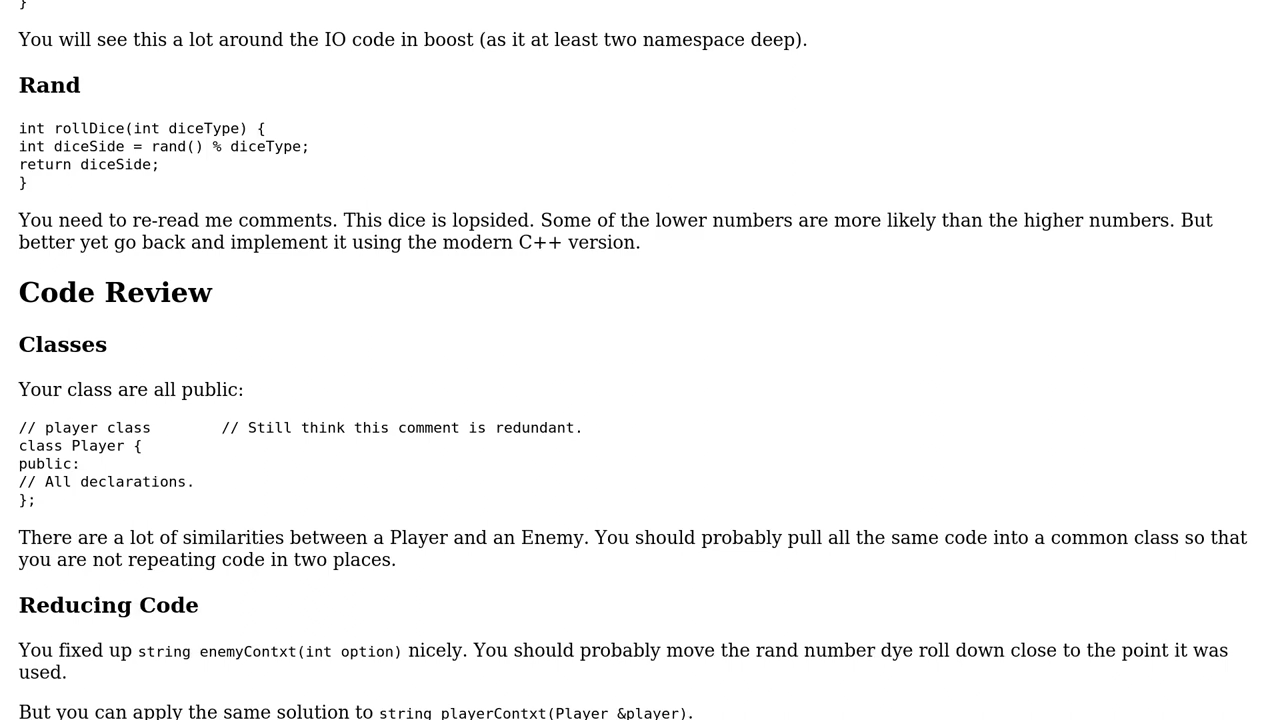 }
You will see this a lot around the IO code in boost (as it at least two namespace deep).
Rand
int rollDice(int diceType) {
int diceSide = rand() % diceType;
return diceSide;
}
You need to re-read me comments. This dice is lopsided. Some of the lower numbers are more likely than the higher numbers. But
better yet go back and implement it using the modern C++ version.
Code Review
Classes
Your class are all public:
// player class        // Still think this comment is redundant.
class Player {
public:
// All declarations.
};
There are a lot of similarities between a Player and an Enemy. You should probably pull all the same code into a common class so that
you are not repeating code in two places.
Reducing Code
You fixed up string enemyContxt(int option) nicely. You should probably move the rand number dye roll down close to the point it was
used.
But you can apply the same solution to string playerContxt(Player &player).